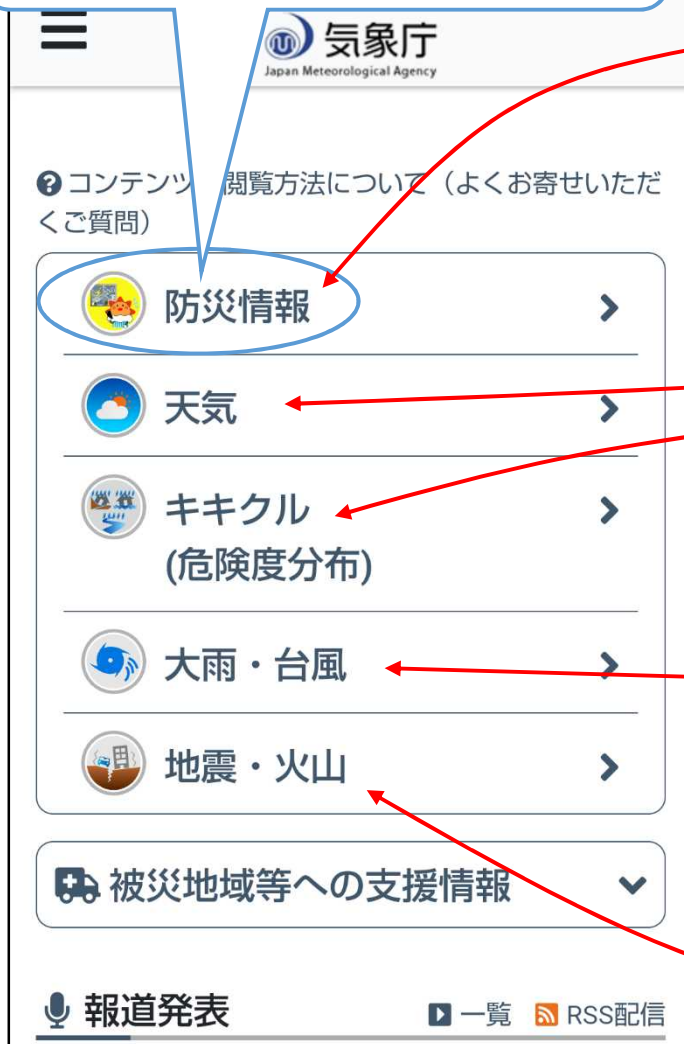 気象庁
Japan Meteorological Agency
コンテンツ 閲覧方法について（よくお寄せいただ
くご質問）
防災情報
天気
キキクル
(危険度分布)
大雨・台風
地震・火山
被災地域等への支援情報
報道発表 一覧 RSS配信